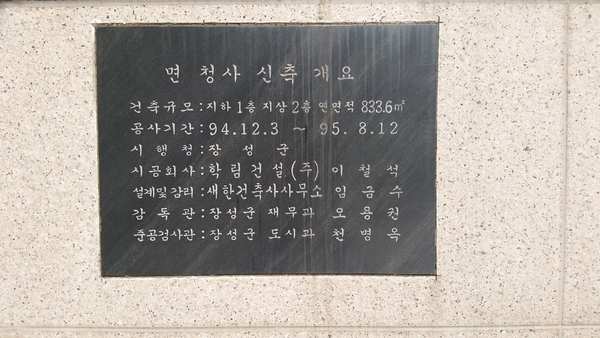 면 청사 신축 개요
건축규모 : 지하 1층 지상 2층 연면적 833.6㎡
공사기간 : 94.12.3 ~ 95. 8.12
시 행 청 : 장 성 군
시공회사 : 학림건설(주) 이 철 석
설계및감리 : 새한건축사사무소 임 금 수
감 독 관 : 장성군 재무과 오 용 권
준공검사관 : 장성군 도시과 천 명 옥